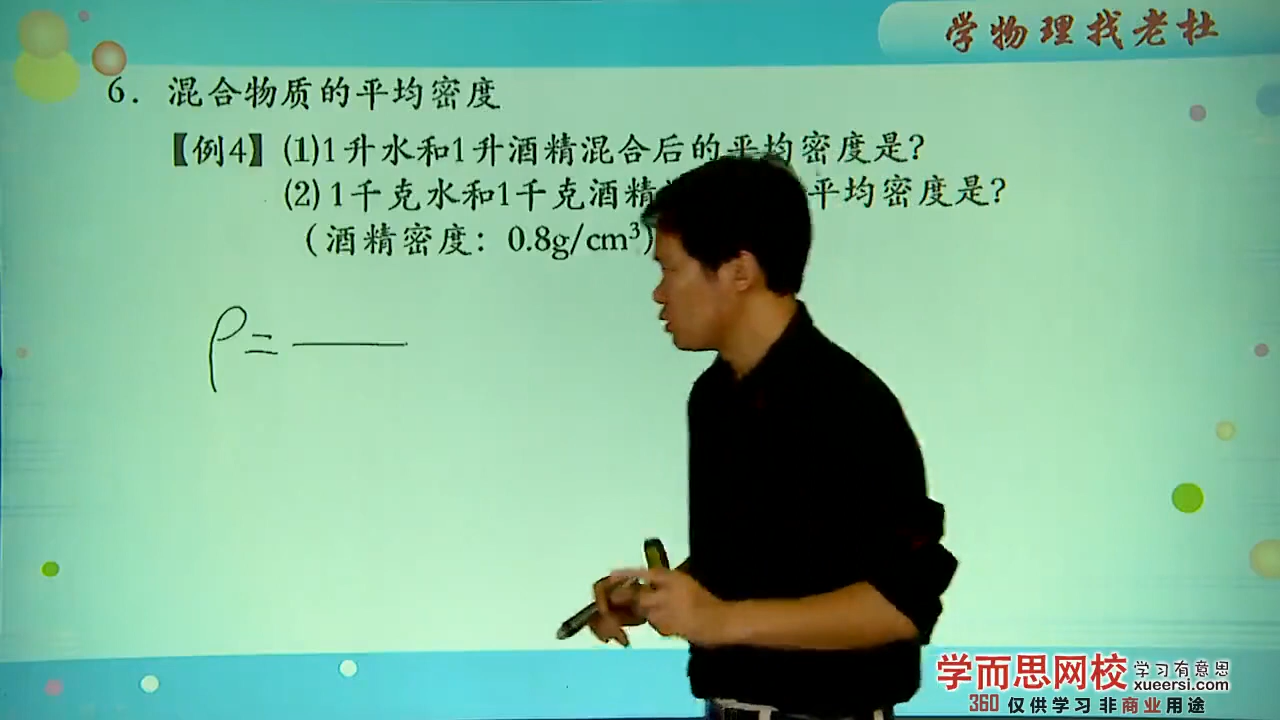 学物理找老杜
6. 混合物质的平均密度
【例4】(1)1升水和1升酒精混合后的平均密度是?
(2) 1千克水和1千克酒精 平均密度是?
(酒精密度: 0.8g/cm³)
ρ=
学而思网校 学习有意思
xueersi.com
360 仅供学习 非商业用途